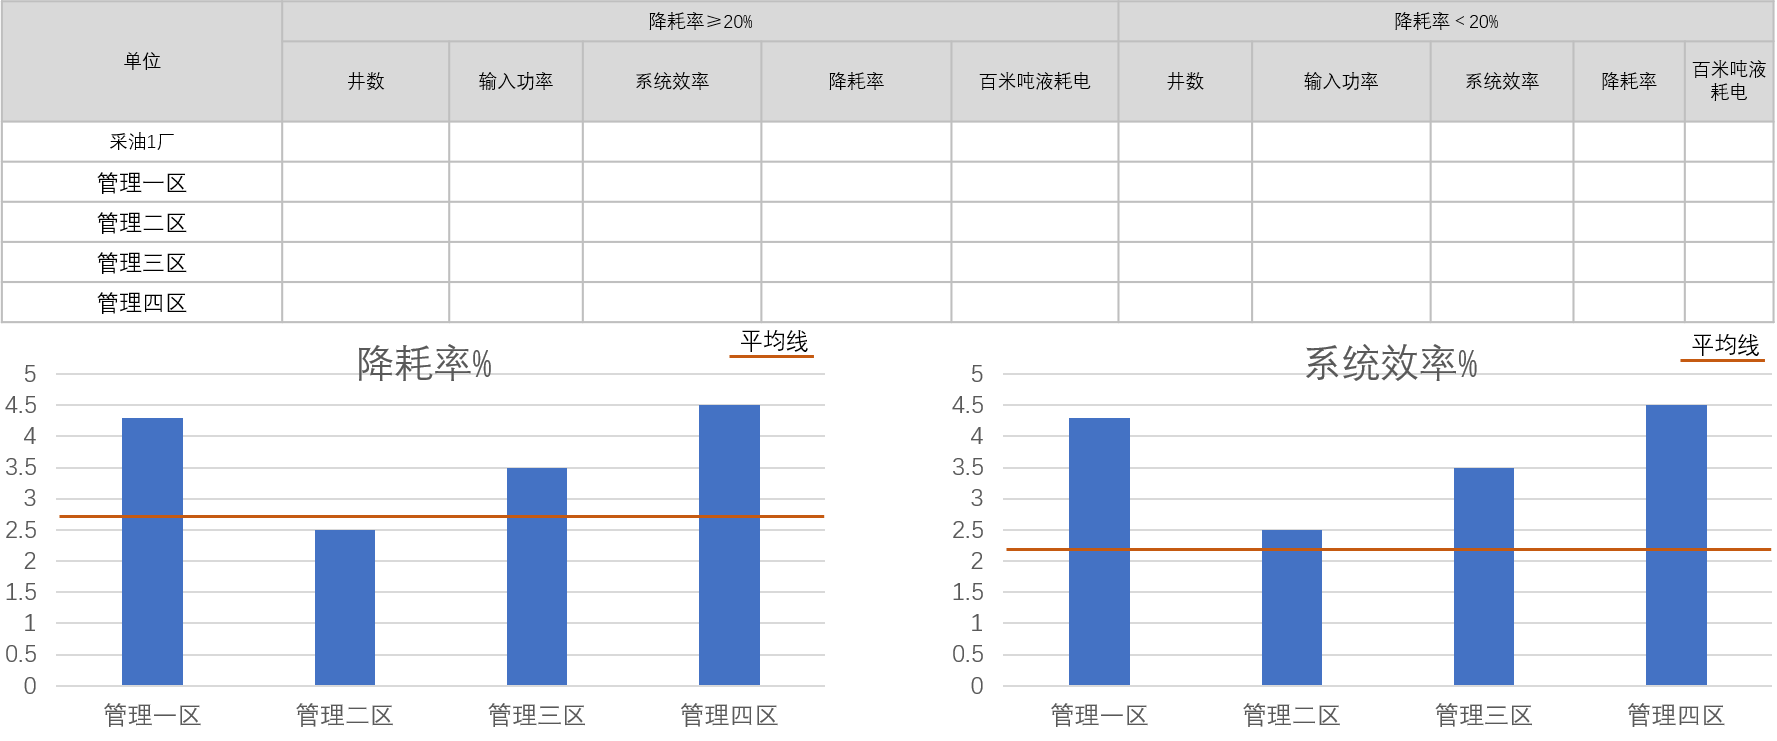 单位
降耗率≥20%
降耗率＜20%
井数
输入功率
系统效率
降耗率
百米吨液耗电
井数
输入功率
系统效率
降耗率
百米吨液
耗电
采油1厂
管理一区
管理二区
管理三区
管理四区
降耗率%
平均线
5
4.5
4
3.5
3
2.5
2
1.5
1
0.5
0
管理一区
管理二区
管理三区
管理四区
系统效率%
平均线
5
4.5
4
3.5
3
2.5
2
1.5
1
0.5
0
管理一区
管理二区
管理三区
管理四区